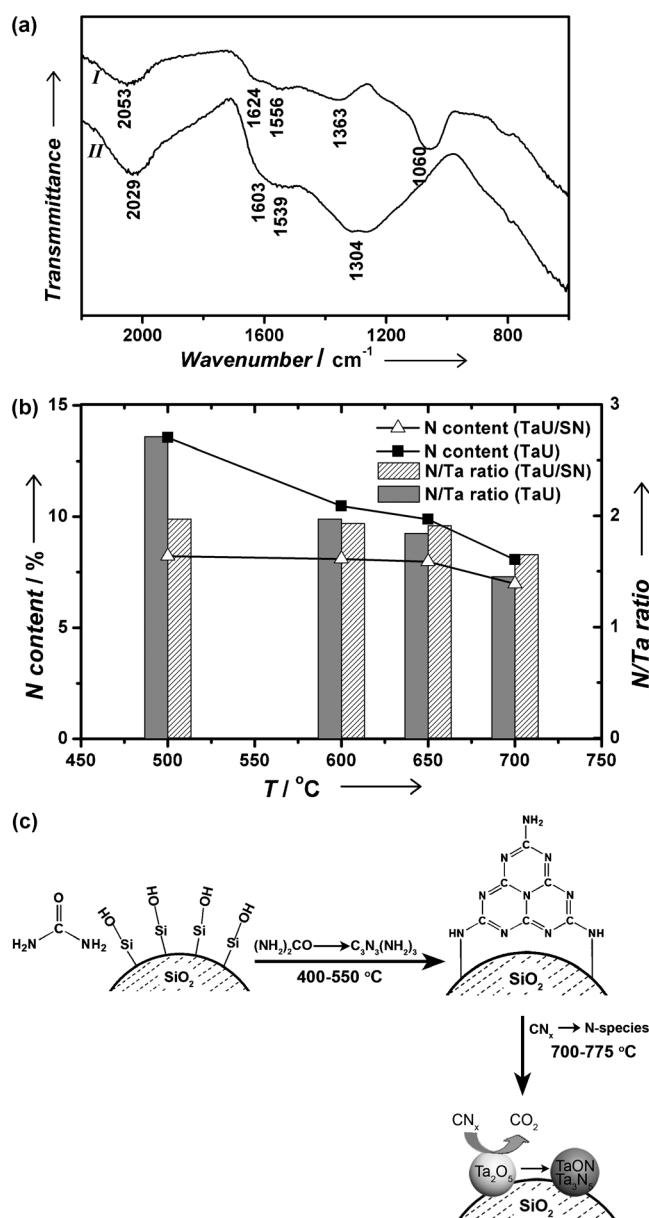 (a)
Transmmittance
I
II
2053
1624
1556
1363
1060
2029
1603
1539
1304
2000
1600
1200
800
Wavenumber / cm⁻¹
(b)
N content / %
15
10
5
0
N content (TaU/SN)
N content (TaU)
N/Ta ratio (TaU/SN)
N/Ta ratio (TaU)
3
2
1
0
N/Ta ratio
450 500 550 600 650 700 750
T / °C
(c)
O
H₂N NH₂
HO OH OH OH
Si Si Si Si
SiO₂
(NH₂)₂CO → C₃N₃(NH₂)₃
400-550 °C
NH₂
C
N N
C C
N N N
C C C
HN N N NH
SiO₂
CNₓ → N-species
700-775 °C
CNₓ CO₂
Ta₂O₅ → TaON
Ta₃N₅
SiO₂